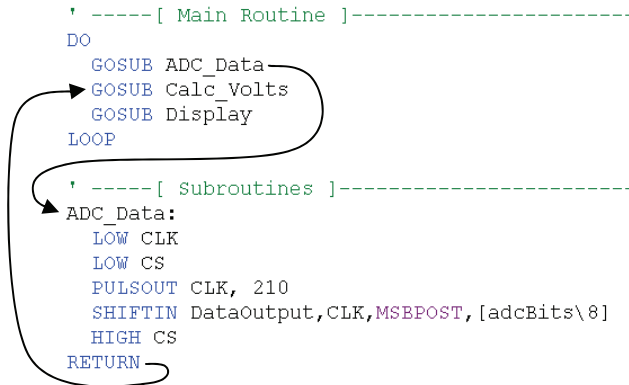 ' -----[ Main Routine ]----------------------
DO
GOSUB ADC_Data
GOSUB Calc_Volts
GOSUB Display
LOOP
' -----[ Subroutines ]-----------------------
ADC_Data:
LOW CLK
LOW CS
PULSOUT CLK, 210
SHIFTIN DataOutput,CLK,MSBPOST,[adcBits\8]
HIGH CS
RETURN